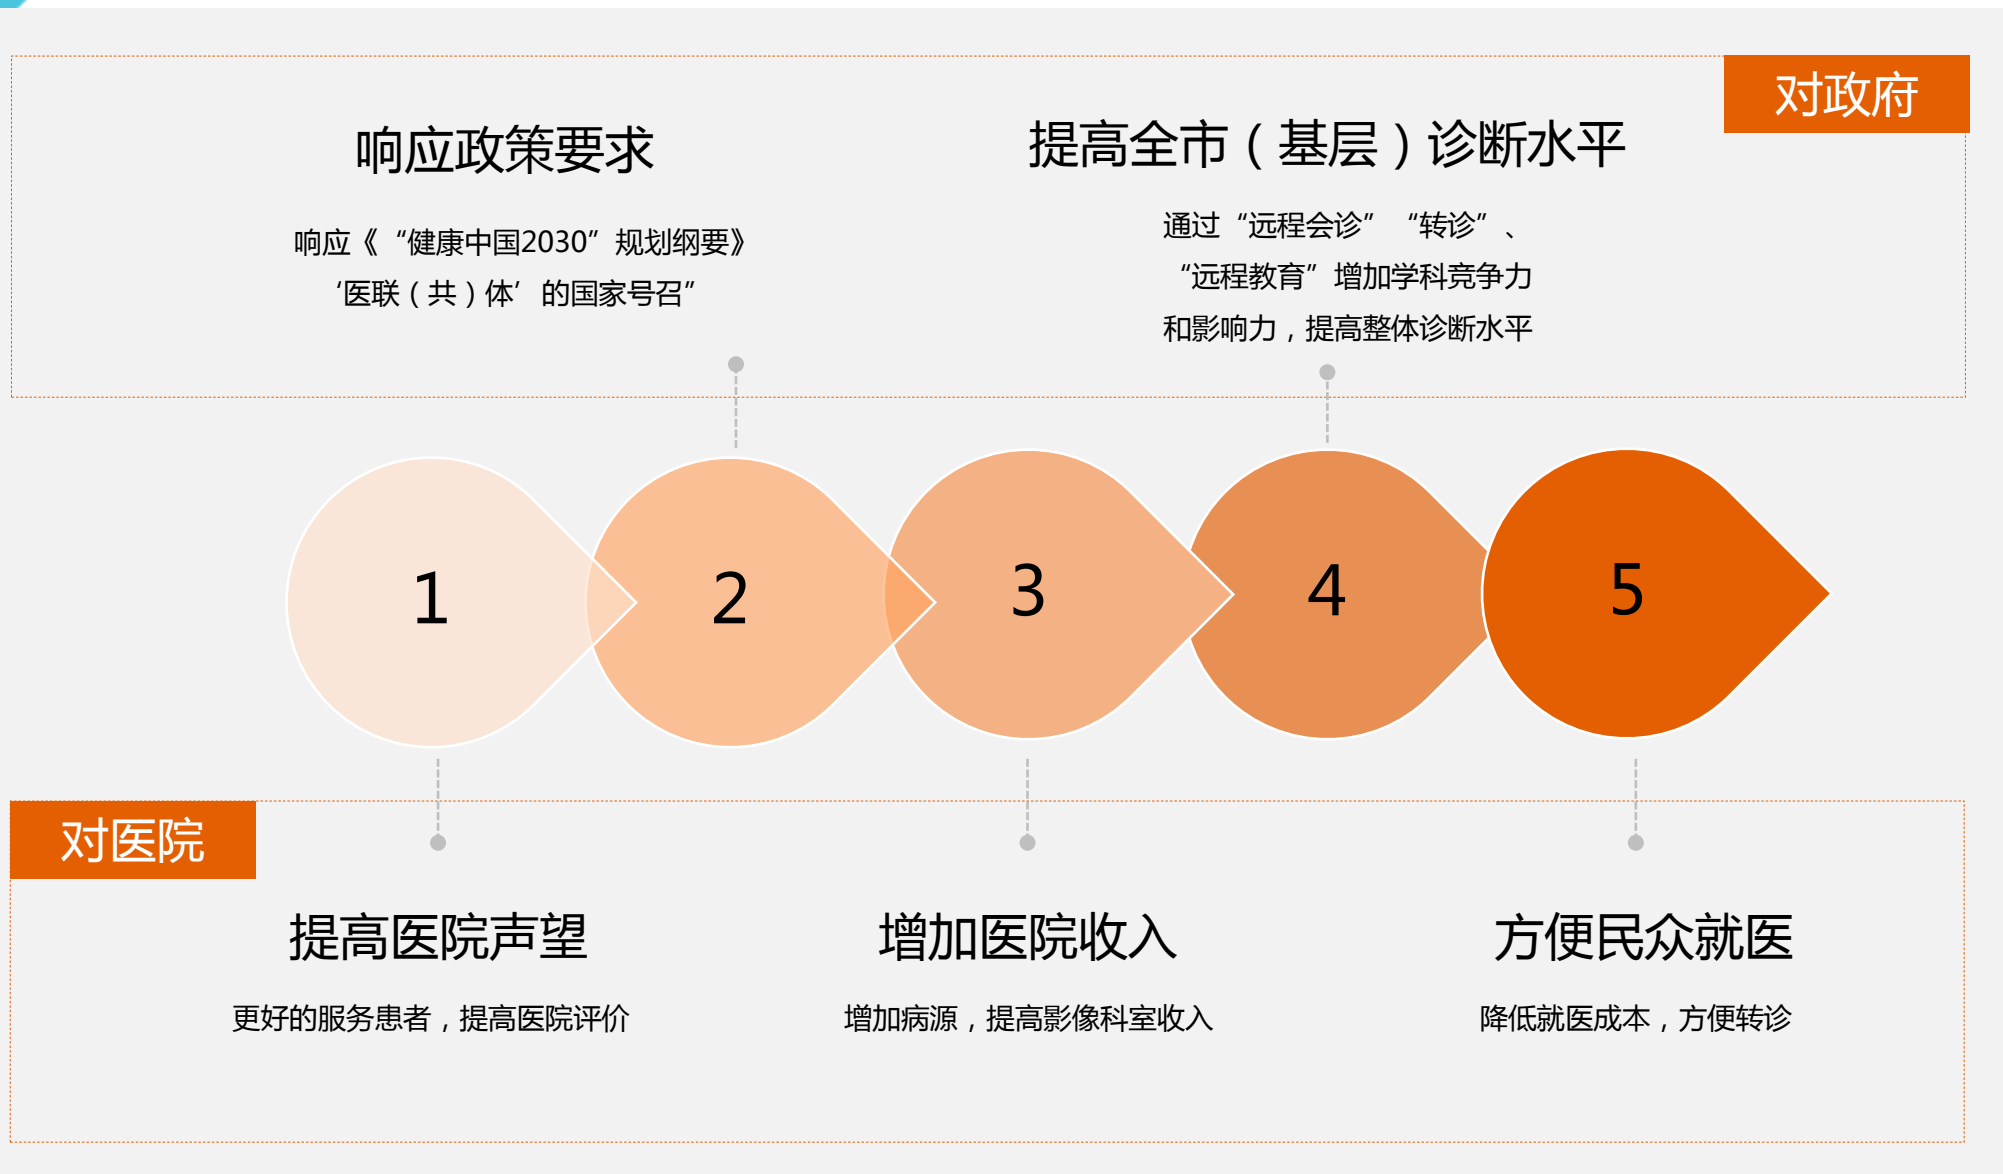 对政府
响应政策要求
响应《“健康中国2030”规划纲要》
‘医联（共）体’的国家号召”
提高全市（基层）诊断水平
通过“远程会诊”“转诊”、
“远程教育”增加学科竞争力
和影响力，提高整体诊断水平
1
2
3
4
5
对医院
提高医院声望
更好的服务患者，提高医院评价
增加医院收入
增加病源，提高影像科室收入
方便民众就医
降低就医成本，方便转诊